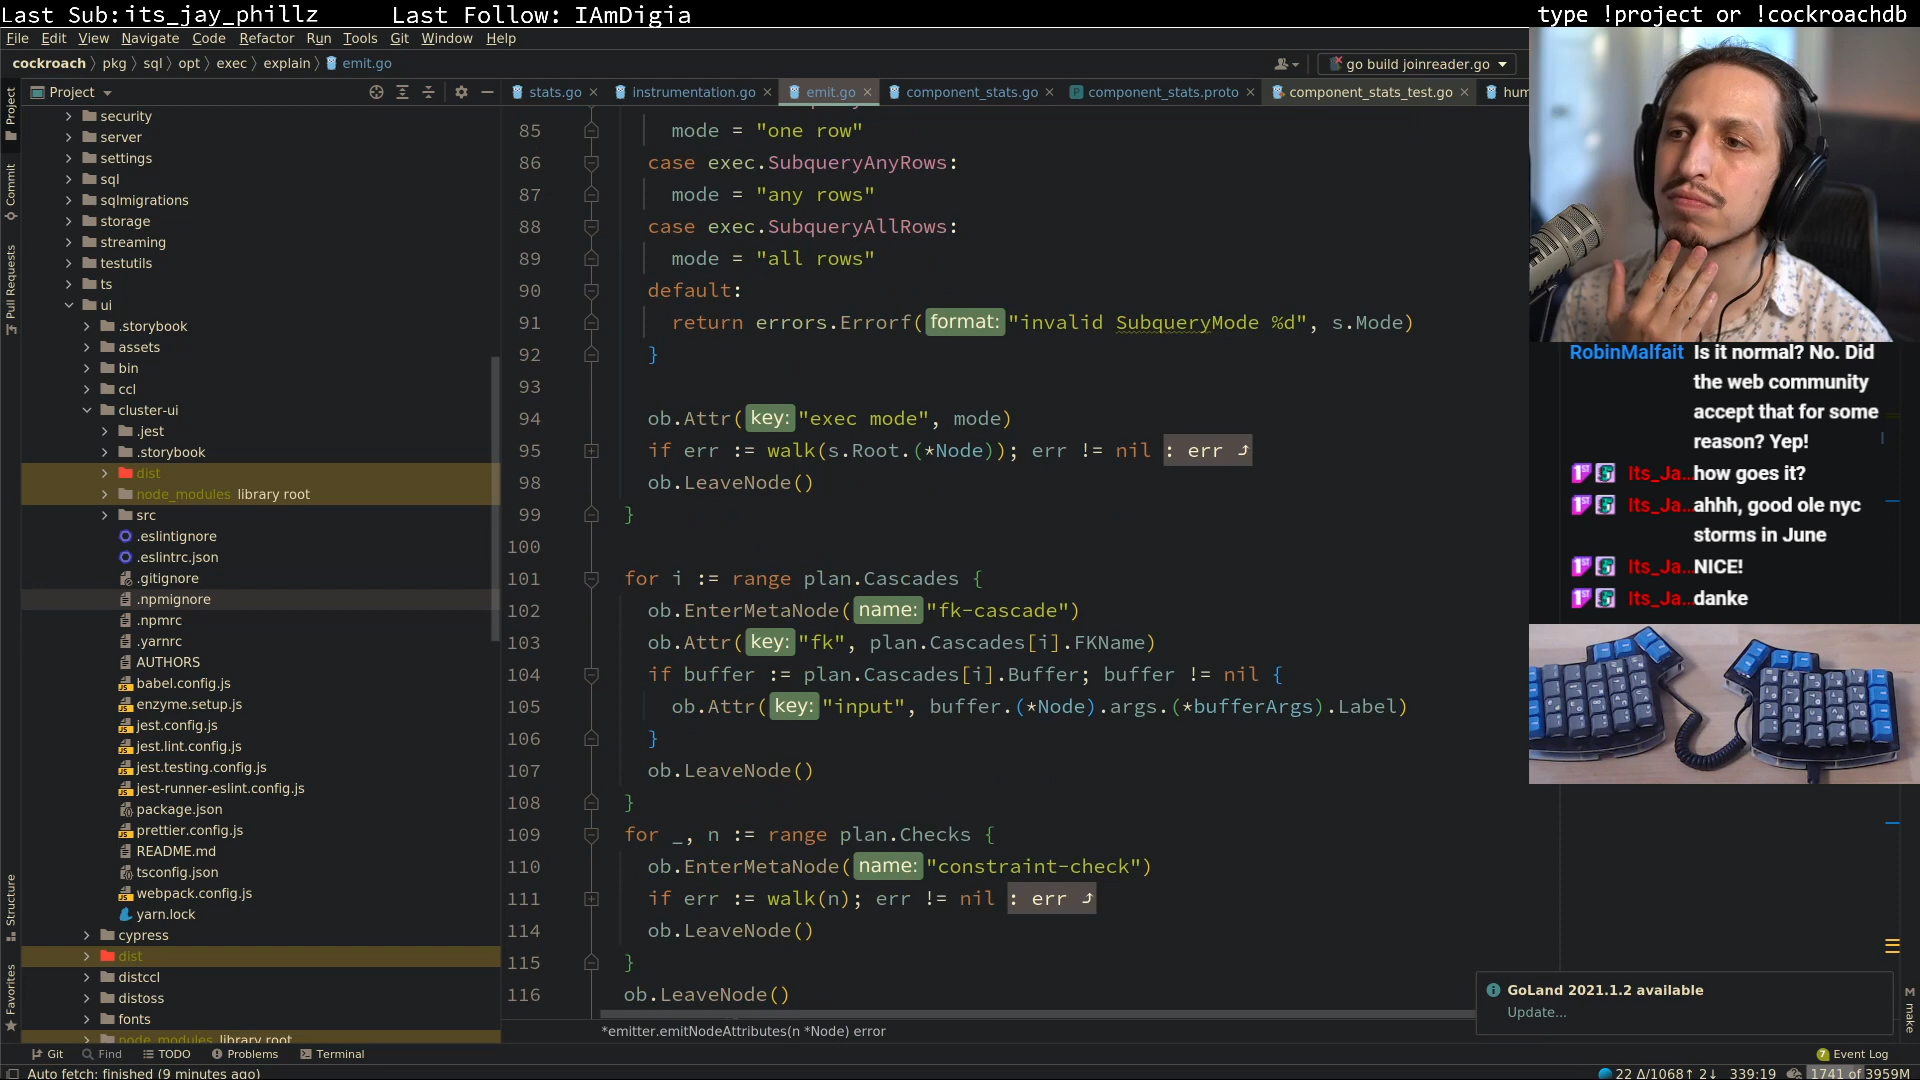 Last Sub:its_jay_phillz
Last Follow: IAmDigia
type !project or !cockroachdb
File Edit View Navigate Code Refactor Run Tools Git Window Help
cockroach pkg sql opt exec explain emit.go
go build joinreader.go
Project
stats.go
instrumentation.go
emit.go
component_stats.go
component_stats.proto
component_stats_test.go
hum
Project
Commit
Pull Requests
Structure
Favorites
security
server
settings
sql
sqlmigrations
storage
streaming
testutils
ts
ui
.storybook
assets
bin
ccl
cluster-ui
.jest
.storybook
dist
node_modules library root
src
.eslintignore
.eslintrc.json
.gitignore
.npmignore
.npmrc
.yarnrc
AUTHORS
babel.config.js
enzyme.setup.js
jest.config.js
jest.lint.config.js
jest.testing.config.js
jest-runner-eslint.config.js
package.json
prettier.config.js
README.md
tsconfig.json
webpack.config.js
yarn.lock
cypress
dist
distccl
distoss
fonts
node_modules library root
85 mode = "one row"
86 case exec.SubqueryAnyRows:
87 mode = "any rows"
88 case exec.SubqueryAllRows:
89 mode = "all rows"
90 default:
91 return errors.Errorf(format: "invalid SubqueryMode %d", s.Mode)
92 }
93
94 ob.Attr(key: "exec mode", mode)
95 if err := walk(s.Root.(*Node)); err != nil : err ⤴
98 ob.LeaveNode()
99 }
100
101 for i := range plan.Cascades {
102 ob.EnterMetaNode(name: "fk-cascade")
103 ob.Attr(key: "fk", plan.Cascades[i].FKName)
104 if buffer := plan.Cascades[i].Buffer; buffer != nil {
105 ob.Attr(key: "input", buffer.(*Node).args.(*bufferArgs).Label)
106 }
107 ob.LeaveNode()
108 }
109 for _, n := range plan.Checks {
110 ob.EnterMetaNode(name: "constraint-check")
111 if err := walk(n); err != nil : err ⤴
114 ob.LeaveNode()
115 }
116 ob.LeaveNode()
*emitter.emitNodeAttributes(n *Node) error
RobinMalfait Is it normal? No. Did
the web community
accept that for some
reason? Yep!
Its_Ja... how goes it?
Its_Ja... ahhh, good ole nyc
storms in June
Its_Ja... NICE!
Its_Ja... danke
GoLand 2021.1.2 available
Update...
make
Git Find TODO Problems Terminal
7 Event Log
Auto fetch: finished (9 minutes ago)
22 Δ/1068↑ 2↓ 339:19 1741 of 3959M